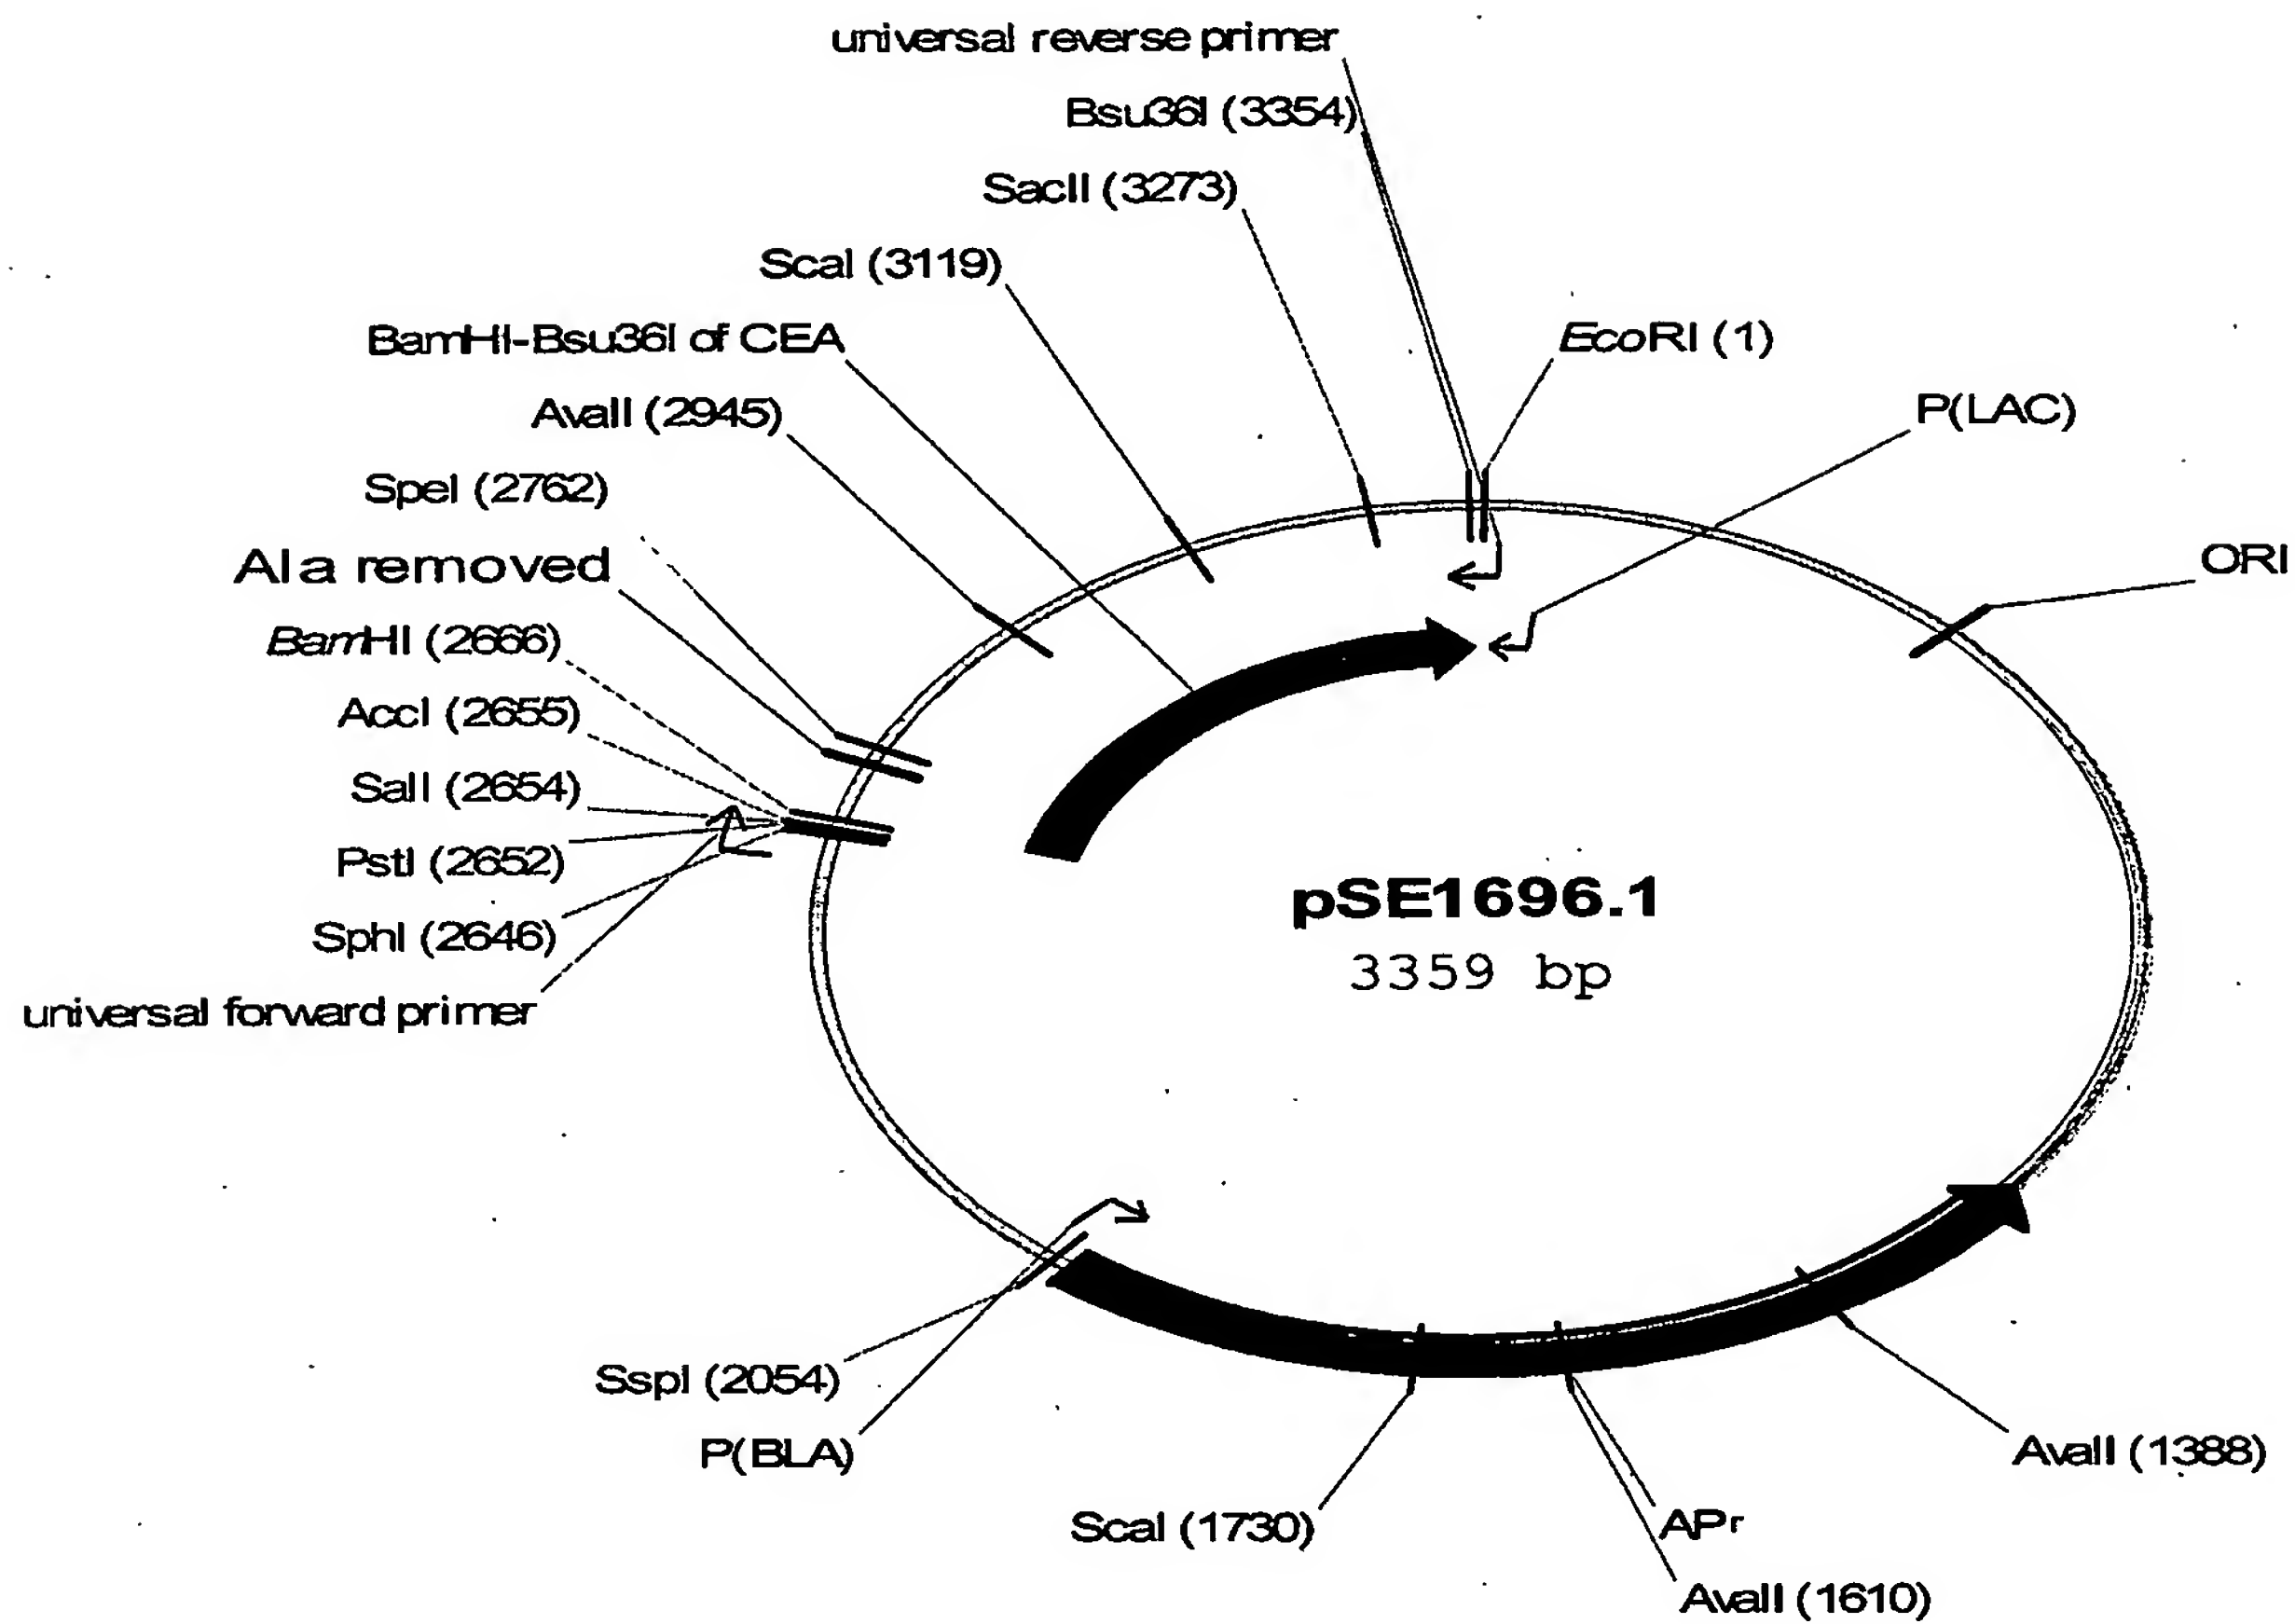 universal reverse primer
Bsu36I (3354)
SacII (3273)
ScaI (3119)
BamHI-Bsu36I of CEA
EcoRI (1)
AvaII (2945)
P(LAC)
SpeI (2762)
ORI
Ala removed
BamHI (2666)
AccI (2655)
SalI (2654)
PstI (2652)
pSE1696.1
SphI (2646)
3359 bp
universal forward primer
SspI (2054)
P(BLA)
AvaII (1388)
ScaI (1730)
APr
AvaII (1610)